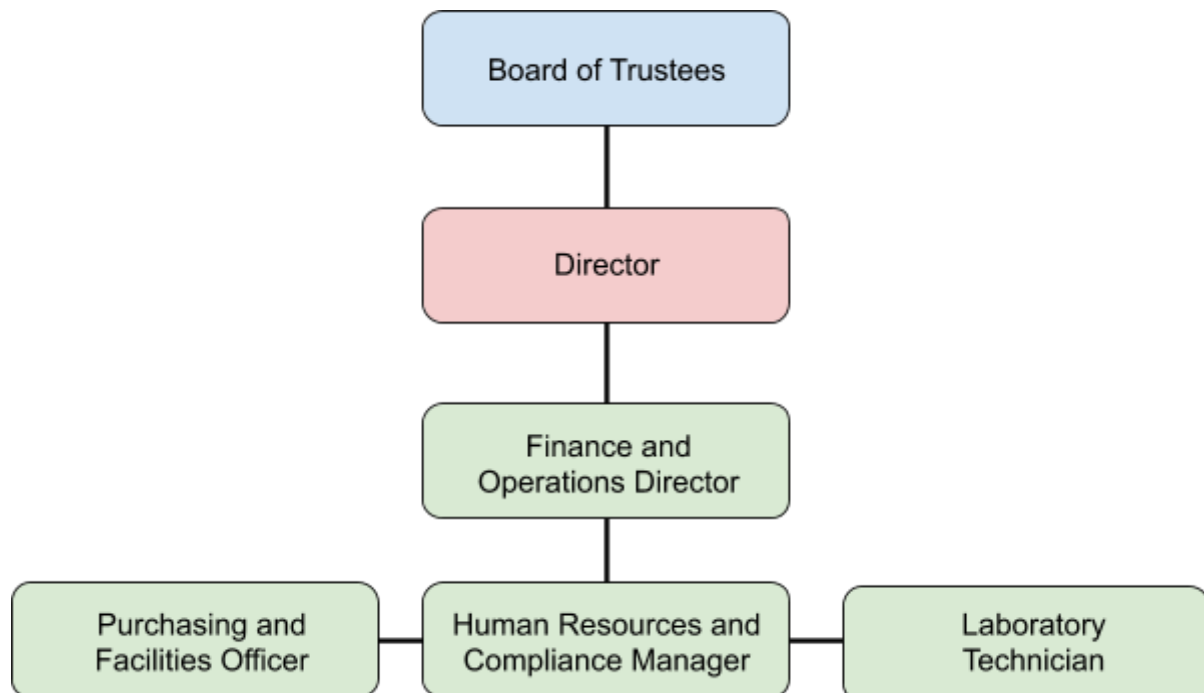 Board of Trustees
Director
Finance and
Operations Director
Purchasing and
Facilities Officer
Human Resources and
Compliance Manager
Laboratory
Technician